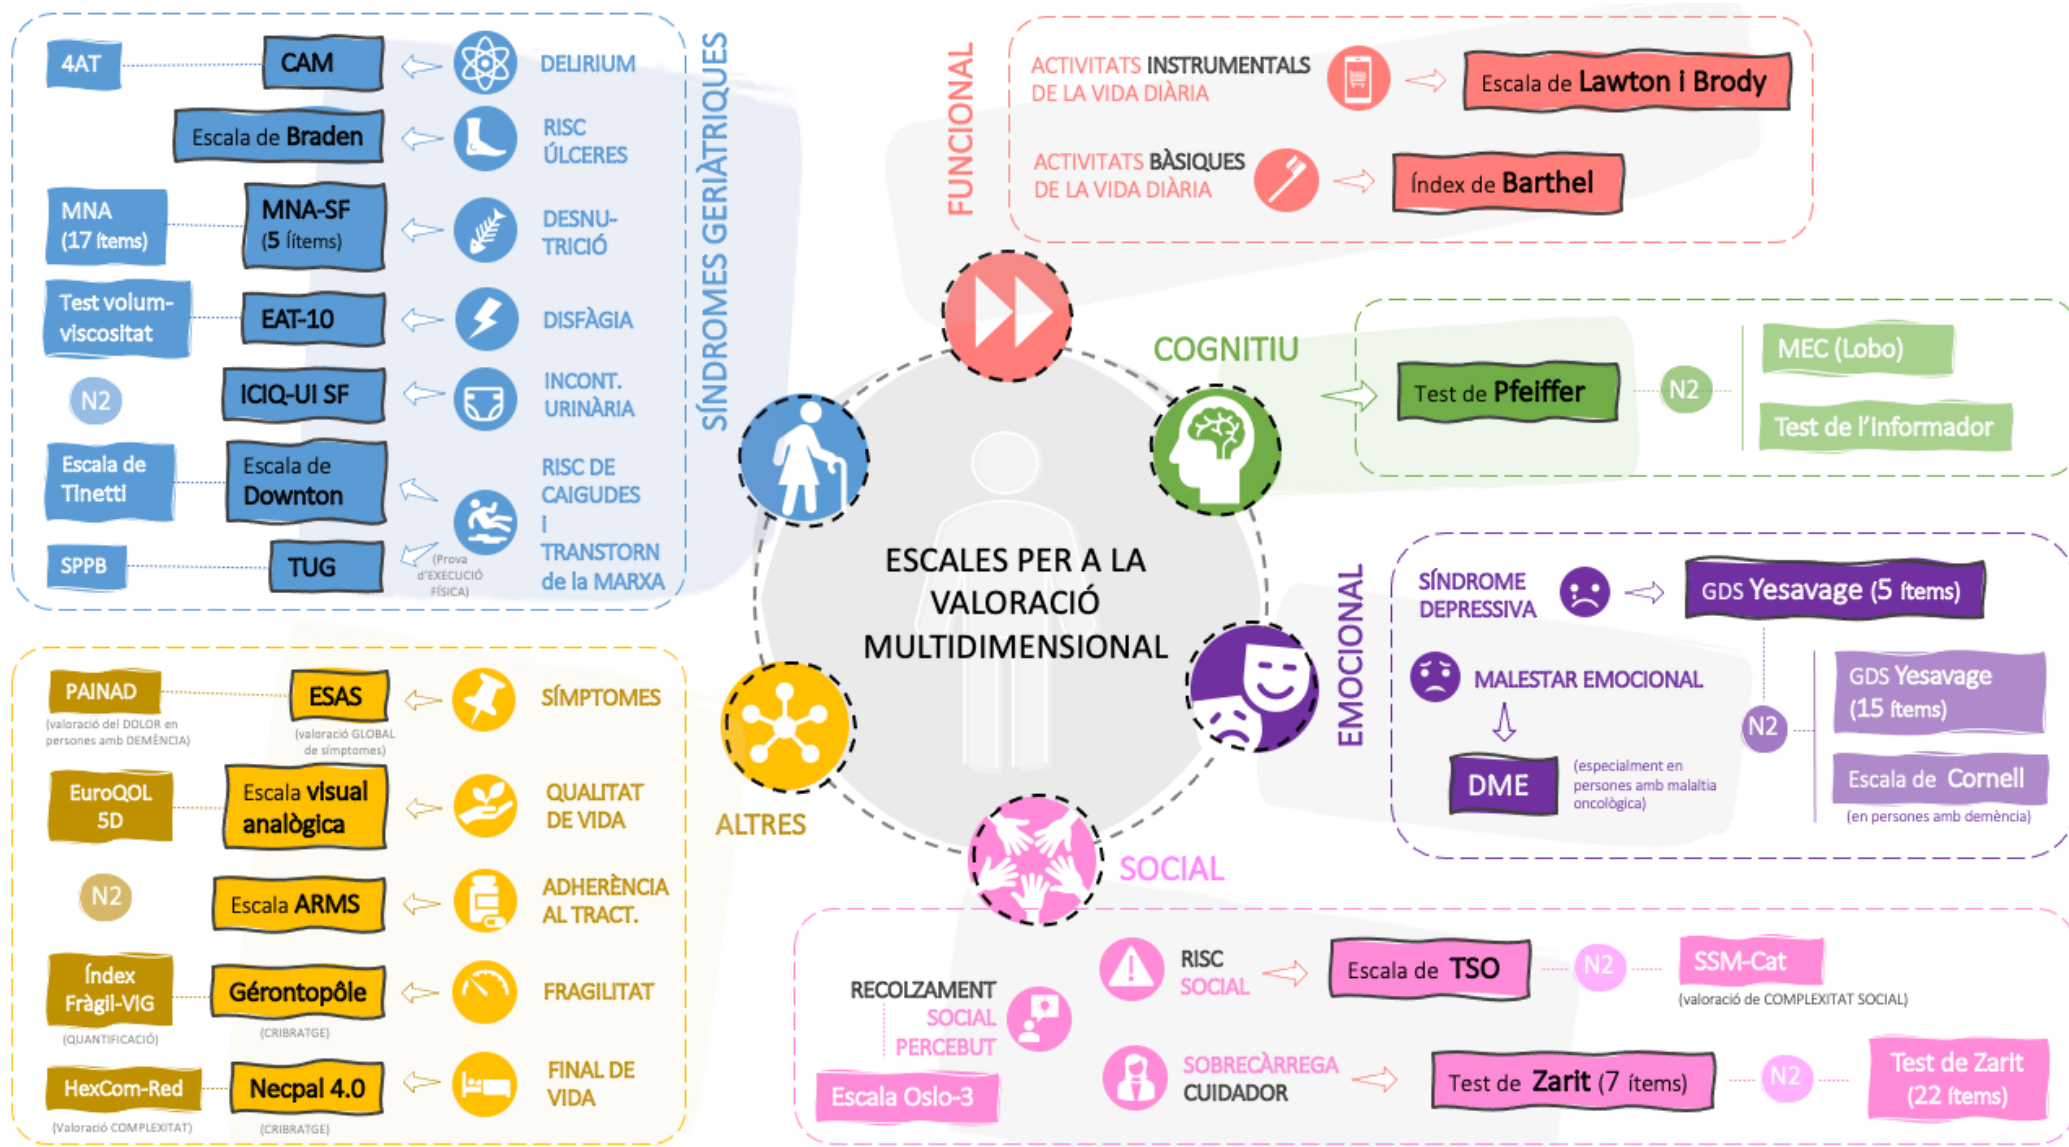 SÍNDROMES GERIÀTRIQUES
4AT
CAM
DELIRIUM
Escala de Braden
RISC
ÚLCERES
MNA
(17 ítems)
MNA-SF
(5 Íítems)
DESNU-
TRICIÓ
Test volum-
viscositat
EAT-10
DISFÀGIA
N2
ICIQ-UI SF
INCONT.
URINÀRIA
Escala de
Tinetti
Escala de
Downton
RISC DE
CAIGUDES
i
TRANSTORN
de la MARXA
SPPB
TUG
(Prova
d'EXECUCIÓ
FÍSICA)
FUNCIONAL
ACTIVITATS INSTRUMENTALS
DE LA VIDA DIÀRIA
Escala de Lawton i Brody
ACTIVITATS BÀSIQUES
DE LA VIDA DIÀRIA
Índex de Barthel
COGNITIU
Test de Pfeiffer
N2
MEC (Lobo)
Test de l'Informador
ESCALES PER A LA
VALORACIÓ
MULTIDIMENSIONAL
EMOCIONAL
SÍNDROME
DEPRESSIVA
GDS Yesavage (5 ítems)
MALESTAR EMOCIONAL
DME
(especialment en
persones amb malaltia
oncològica)
N2
GDS Yesavage
(15 ítems)
Escala de Cornell
(en persones amb demència)
ALTRES
PAINAD
(valoració del DOLOR en
persones amb DEMÈNCIA)
ESAS
(valoració GLOBAL
de símptomes)
SÍMPTOMES
EuroQOL
5D
Escala visual
analògica
QUALITAT
DE VIDA
N2
Escala ARMS
ADHERÈNCIA
AL TRACT.
Índex
Fràgil-VIG
(QUANTIFICACIÓ)
Gérontopôle
(CRIBRATGE)
FRAGILITAT
HexCom-Red
(Valoració COMPLEXITAT)
Necpal 4.0
(CRIBRATGE)
FINAL DE
VIDA
SOCIAL
RECOLZAMENT
SOCIAL
PERCEBUT
Escala Oslo-3
RISC
SOCIAL
Escala de TSO
N2
SSM-Cat
(valoració de COMPLEXITAT SOCIAL)
SOBRECÀRREGA
CUIDADOR
Test de Zarit (7 ítems)
N2
Test de Zarit
(22 ítems)